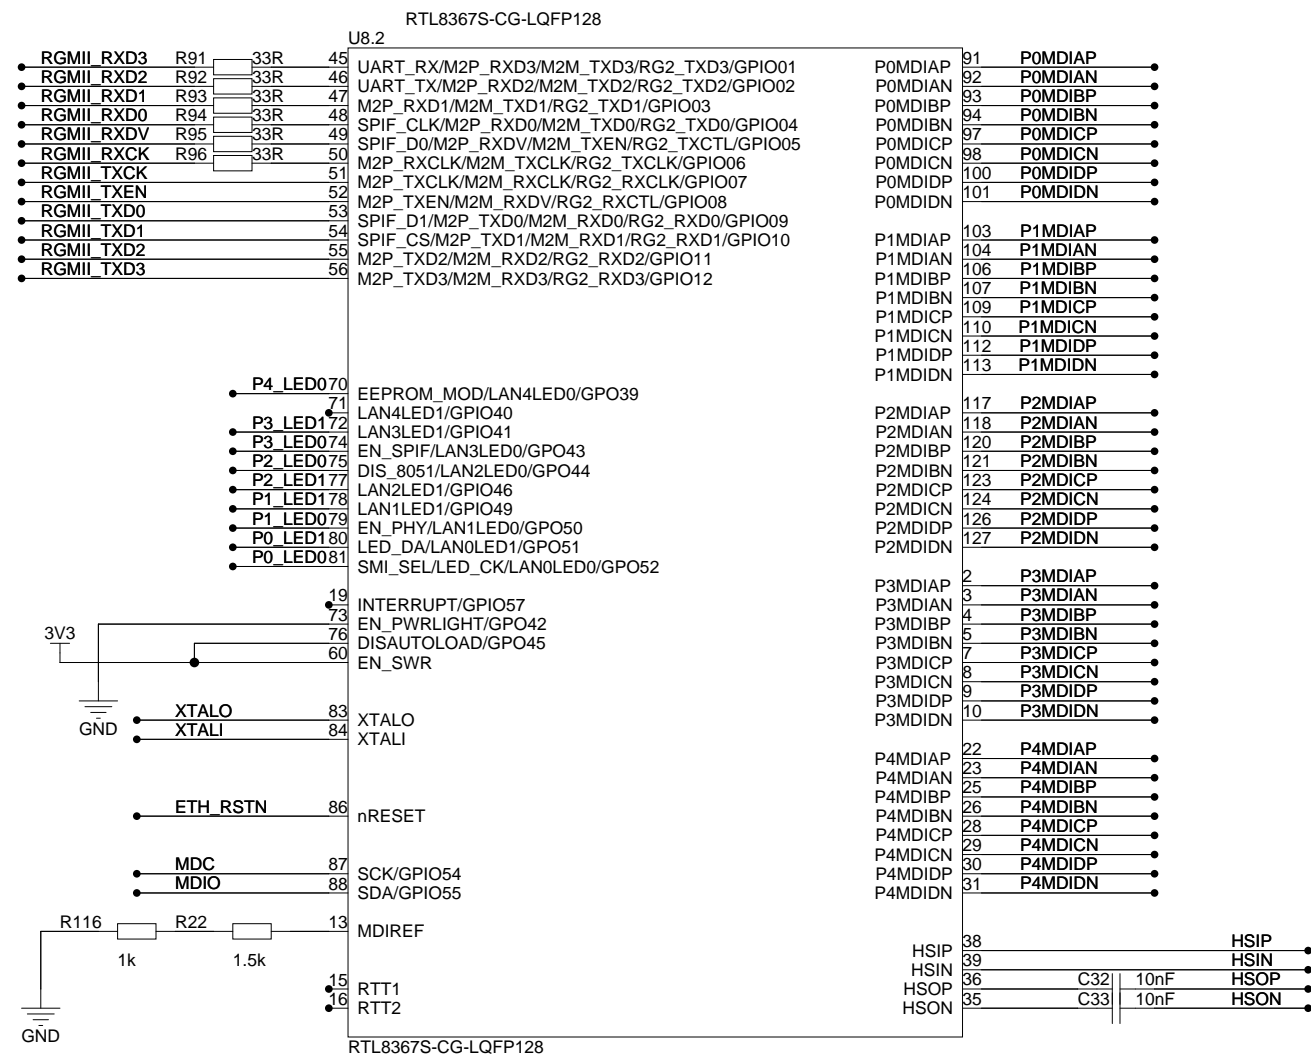 RTL8367S-CG-LQFP128
U8.2
RGMII_RXD3 R91 33R 45 UART_RX/M2P_RXD3/M2M_TXD3/RG2_TXD3/GPIO01
RGMII_RXD2 R92 33R 46 UART_TX/M2P_RXD2/M2M_TXD2/RG2_TXD2/GPIO02
RGMII_RXD1 R93 33R 47 M2P_RXD1/M2M_TXD1/RG2_TXD1/GPIO03
RGMII_RXD0 R94 33R 48 SPIF_CLK/M2P_RXD0/M2M_TXD0/RG2_TXD0/GPIO04
RGMII_RXDV R95 33R 49 SPIF_D0/M2P_RXDV/M2M_TXEN/RG2_TXCTL/GPIO05
RGMII_RXCK R96 33R 50 M2P_RXCLK/M2M_TXCLK/RG2_TXCLK/GPIO06
RGMII_TXCK 51 M2P_TXCLK/M2M_RXCLK/RG2_RXCLK/GPIO07
RGMII_TXEN 52 M2P_TXEN/M2M_RXDV/RG2_RXCTL/GPIO08
RGMII_TXD0 53 SPIF_D1/M2P_TXD0/M2M_RXD0/RG2_RXD0/GPIO09
RGMII_TXD1 54 SPIF_CS/M2P_TXD1/M2M_RXD1/RG2_RXD1/GPIO10
RGMII_TXD2 55 M2P_TXD2/M2M_RXD2/RG2_RXD2/GPIO11
RGMII_TXD3 56 M2P_TXD3/M2M_RXD3/RG2_RXD3/GPIO12
P4_LED0 70 EEPROM_MOD/LAN4LED0/GPO39
71 LAN4LED1/GPIO40
P3_LED1 72 LAN3LED1/GPIO41
P3_LED0 74 EN_SPIF/LAN3LED0/GPO43
P2_LED0 75 DIS_8051/LAN2LED0/GPO44
P2_LED1 77 LAN2LED1/GPIO46
P1_LED1 78 LAN1LED1/GPIO49
P1_LED0 79 EN_PHY/LAN1LED0/GPO50
P0_LED1 80 LED_DA/LAN0LED1/GPO51
P0_LED0 81 SMI_SEL/LED_CK/LAN0LED0/GPO52
19 INTERRUPT/GPIO57
73 EN_PWRLIGHT/GPO42
76 DISAUTOLOAD/GPO45
3V3 60 EN_SWR
GND
XTALO 83 XTALO
XTALI 84 XTALI
ETH_RSTN 86 nRESET
MDC 87 SCK/GPIO54
MDIO 88 SDA/GPIO55
R116 R22 13 MDIREF
1k 1.5k
15 RTT1
16 RTT2
GND
P0MDIAP 91 P0MDIAP
P0MDIAN 92 P0MDIAN
P0MDIBP 93 P0MDIBP
P0MDIBN 94 P0MDIBN
P0MDICP 97 P0MDICP
P0MDICN 98 P0MDICN
P0MDIDP 100 P0MDIDP
P0MDIDN 101 P0MDIDN
P1MDIAP 103 P1MDIAP
P1MDIAN 104 P1MDIAN
P1MDIBP 106 P1MDIBP
P1MDIBN 107 P1MDIBN
P1MDICP 109 P1MDICP
P1MDICN 110 P1MDICN
P1MDIDP 112 P1MDIDP
P1MDIDN 113 P1MDIDN
P2MDIAP 117 P2MDIAP
P2MDIAN 118 P2MDIAN
P2MDIBP 120 P2MDIBP
P2MDIBN 121 P2MDIBN
P2MDICP 123 P2MDICP
P2MDICN 124 P2MDICN
P2MDIDP 126 P2MDIDP
P2MDIDN 127 P2MDIDN
P3MDIAP 2 P3MDIAP
P3MDIAN 3 P3MDIAN
P3MDIBP 4 P3MDIBP
P3MDIBN 5 P3MDIBN
P3MDICP 7 P3MDICP
P3MDICN 8 P3MDICN
P3MDIDP 9 P3MDIDP
P3MDIDN 10 P3MDIDN
P4MDIAP 22 P4MDIAP
P4MDIAN 23 P4MDIAN
P4MDIBP 25 P4MDIBP
P4MDIBN 26 P4MDIBN
P4MDICP 28 P4MDICP
P4MDICN 29 P4MDICN
P4MDIDP 30 P4MDIDP
P4MDIDN 31 P4MDIDN
HSIP 38 HSIP
HSIN 39 HSIN
HSOP 36 C32 10nF HSOP
HSON 35 C33 10nF HSON
RTL8367S-CG-LQFP128